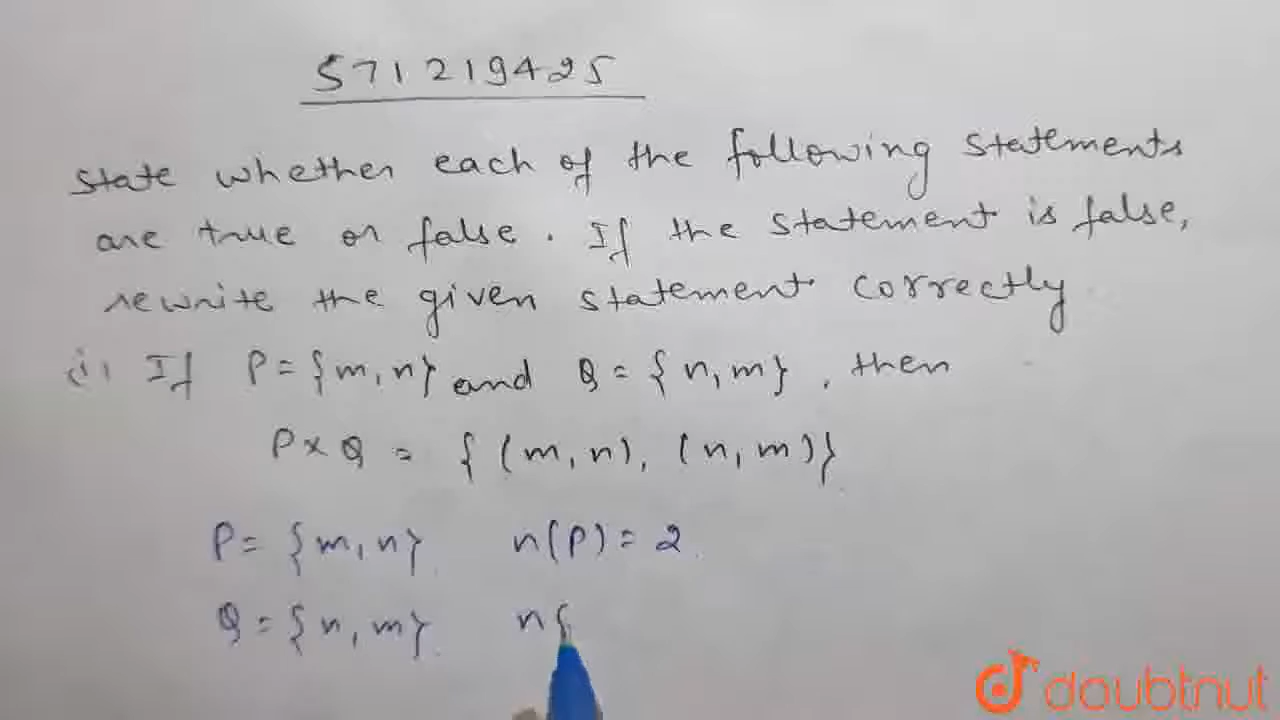 571219425
State whether each of the following statements
are true or false. If the statement is false,
rewrite the given statement correctly
(i) If P = {m, n} and Q = {n, m}, then
P × Q = {(m, n), (n, m)}
P = {m, n} n(P) = 2
Q = {n, m} n{
doubtnut